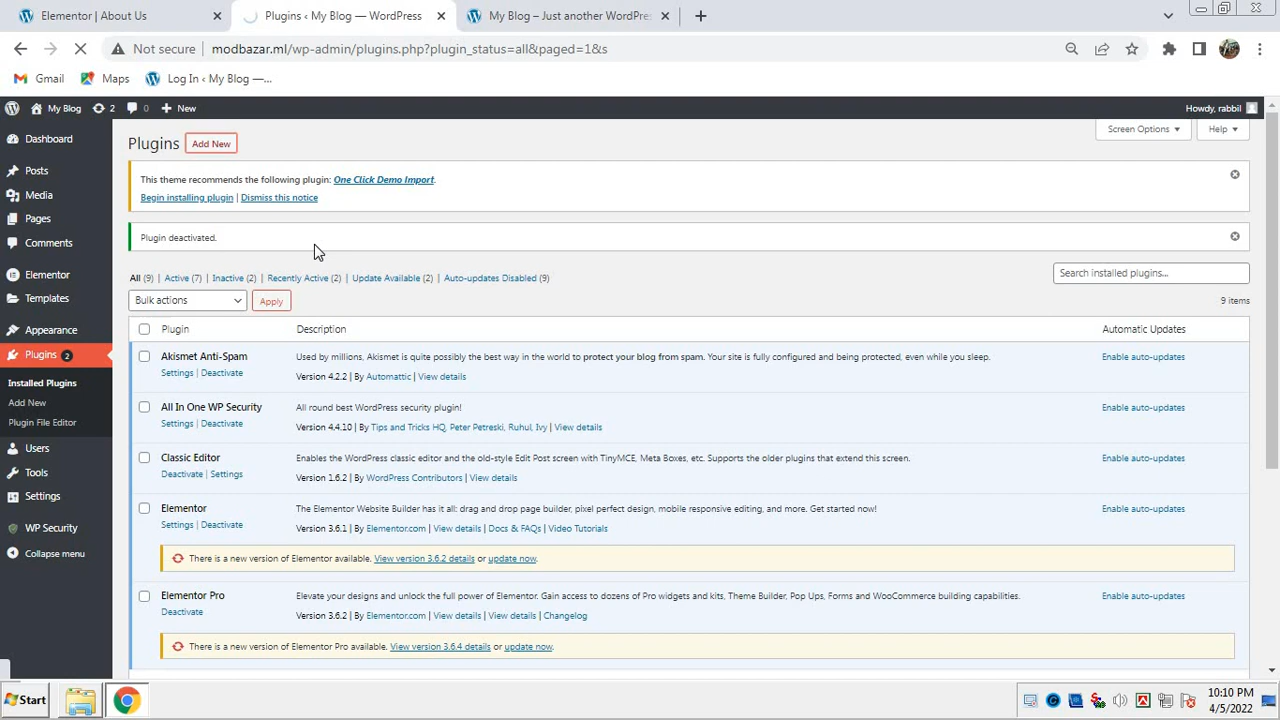 Elementor | About Us
Plugins ‹ My Blog — WordPress
My Blog – Just another WordPre
Not secure
modbazar.ml/wp-admin/plugins.php?plugin_status=all&paged=1&s
Gmail
Maps
Log In ‹ My Blog —...
My Blog
2
0
New
Howdy, rabbil
Dashboard
Posts
Media
Pages
Comments
Elementor
Templates
Appearance
Plugins 2
Installed Plugins
Add New
Plugin File Editor
Users
Tools
Settings
WP Security
Collapse menu
Screen Options
Help
Plugins
Add New
This theme recommends the following plugin: One Click Demo Import.
Begin installing plugin | Dismiss this notice
Plugin deactivated.
All (9) | Active (7) | Inactive (2) | Recently Active (2) | Update Available (2) | Auto-updates Disabled (9)
Search installed plugins...
Bulk actions
Apply
9 items
Plugin
Description
Automatic Updates
Akismet Anti-Spam
Used by millions, Akismet is quite possibly the best way in the world to protect your blog from spam. Your site is fully configured and being protected, even while you sleep.
Enable auto-updates
Settings | Deactivate
Version 4.2.2 | By Automattic | View details
All In One WP Security
All round best WordPress security plugin!
Enable auto-updates
Settings | Deactivate
Version 4.4.10 | By Tips and Tricks HQ, Peter Petreski, Ruhul, Ivy | View details
Classic Editor
Enables the WordPress classic editor and the old-style Edit Post screen with TinyMCE, Meta Boxes, etc. Supports the older plugins that extend this screen.
Enable auto-updates
Deactivate | Settings
Version 1.6.2 | By WordPress Contributors | View details
Elementor
The Elementor Website Builder has it all: drag and drop page builder, pixel perfect design, mobile responsive editing, and more. Get started now!
Enable auto-updates
Settings | Deactivate
Version 3.6.1 | By Elementor.com | View details | Docs & FAQs | Video Tutorials
There is a new version of Elementor available. View version 3.6.2 details or update now.
Elementor Pro
Elevate your designs and unlock the full power of Elementor. Gain access to dozens of Pro widgets and kits, Theme Builder, Pop Ups, Forms and WooCommerce building capabilities.
Enable auto-updates
Deactivate
Version 3.6.2 | By Elementor.com | View details | View details | Changelog
There is a new version of Elementor Pro available. View version 3.6.4 details or update now.
Start
10:10 PM
4/5/2022